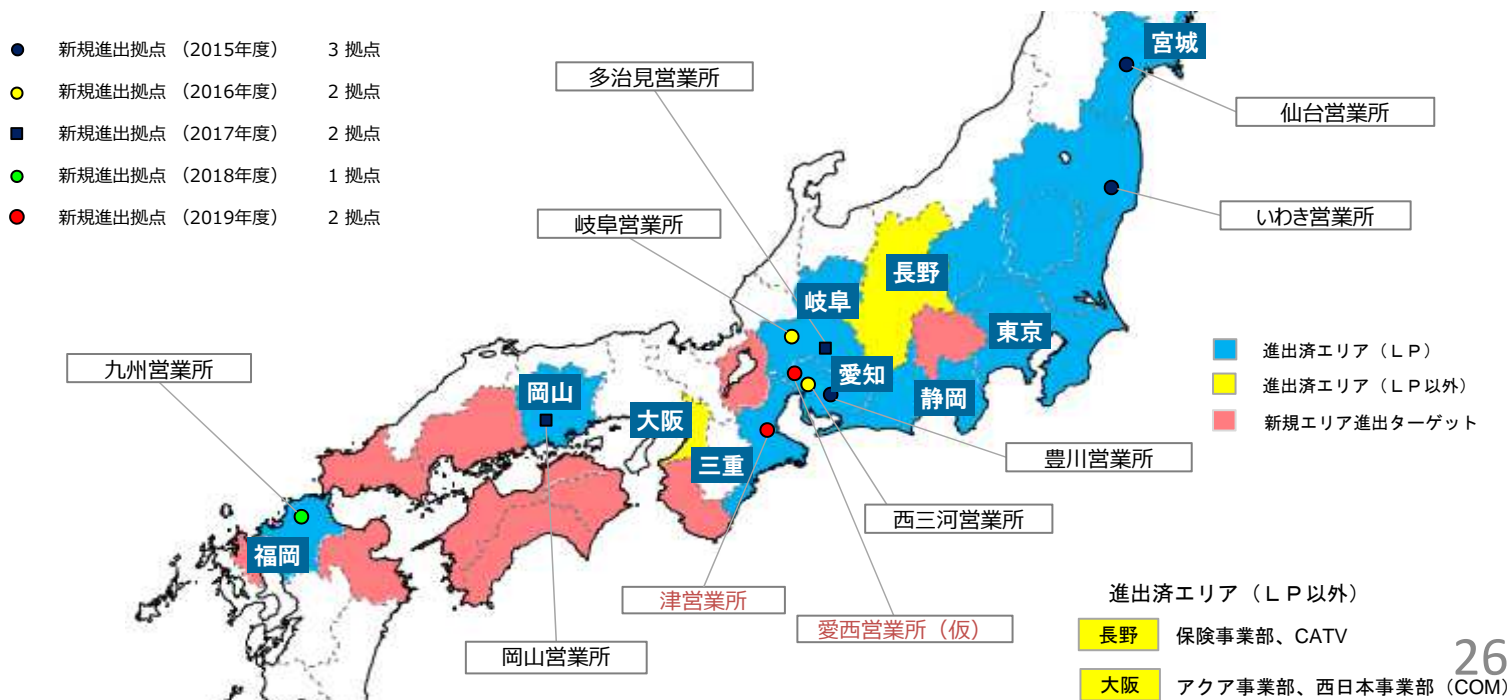 新規進出拠点 （2015年度） 3 拠点
新規進出拠点 （2016年度） 2 拠点
新規進出拠点 （2017年度） 2 拠点
新規進出拠点 （2018年度） 1 拠点
新規進出拠点 （2019年度） 2 拠点
宮城
多治見営業所
仙台営業所
岐阜営業所
いわき営業所
長野
岐阜
東京
九州営業所
進出済エリア（ＬＰ）
愛知
進出済エリア（ＬＰ以外）
岡山
静岡
大阪
新規エリア進出ターゲット
三重
豊川営業所
西三河営業所
福岡
津営業所
愛西営業所（仮）
岡山営業所
進出済エリア（ＬＰ以外）
長野 保険事業部、CATV
大阪 アクア事業部、西日本事業部（COM）
26